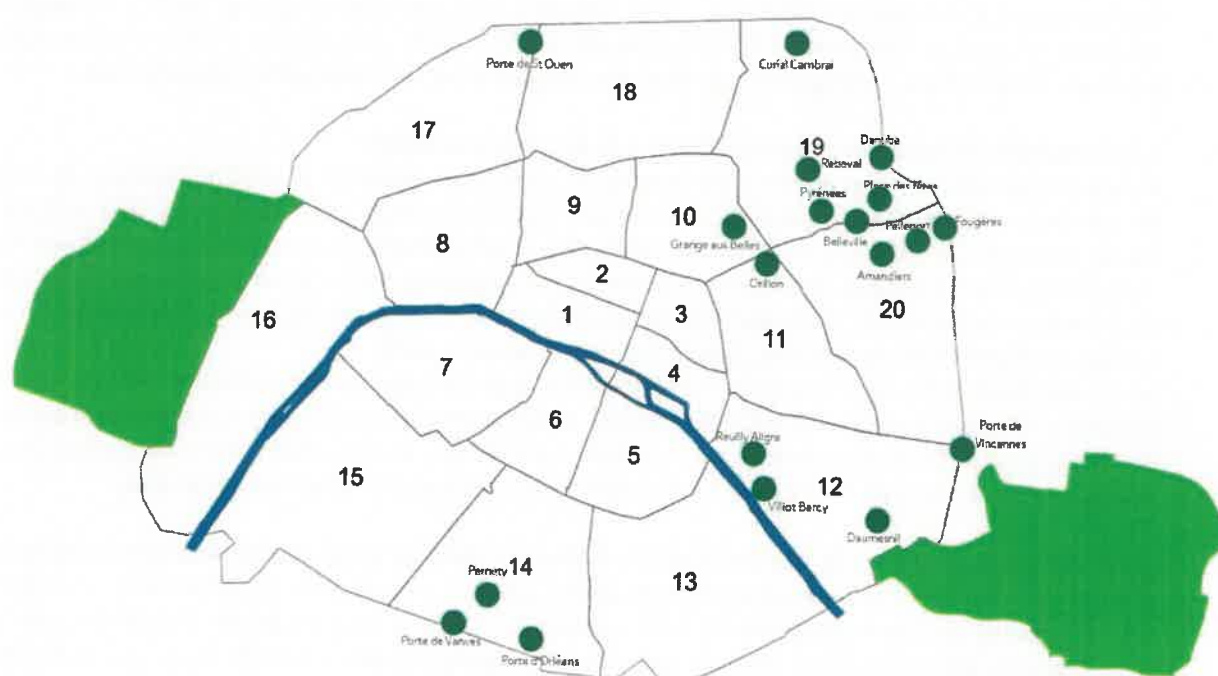 Porte de St Ouen
Curial Cambrai
18
17
19
Danube
Rebeval
Place des fêtes
Pyrénées
9
10
8
Grange aux Belles
Belleville
Pelleport
Fougères
2
Crillon
Amandiers
16
1
3
20
11
7
4
6
Porte de
Vincennes
Reuilly Aligre
5
15
12
Villiot Bercy
Daumesnil
Pernety
14
13
Porte de Vanves
Porte d'Orléans